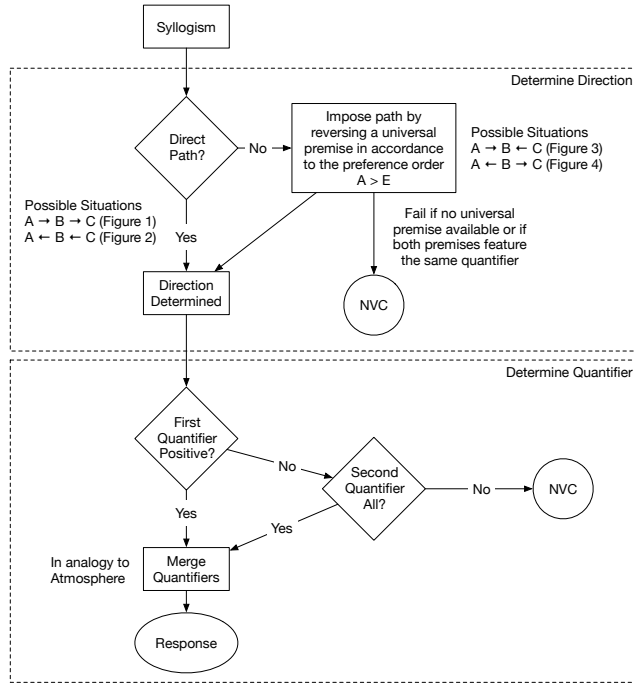 Syllogism
Determine Direction
Direct
Path?
No
Impose path by
reversing a universal
premise in accordance
to the preference order
A > E
Possible Situations
A → B ← C (Figure 3)
A ← B → C (Figure 4)
Possible Situations
A → B → C (Figure 1)
A ← B ← C (Figure 2)
Yes
Fail if no universal
premise available or if
both premises feature
the same quantifier
Direction
Determined
NVC
Determine Quantifier
First
Quantifier
Positive?
No
Second
Quantifier
All?
No
NVC
Yes
Yes
In analogy to
Atmosphere
Merge
Quantifiers
Response